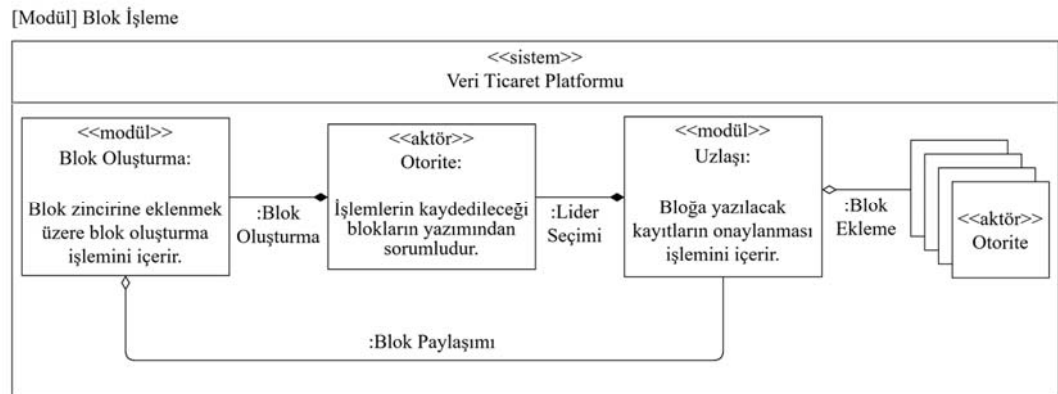 [Modül] Blok İşleme
<<sistem>>
Veri Ticaret Platformu
<<modül>>
Blok Oluşturma:
Blok zincirine eklenmek
üzere blok oluşturma
işlemini içerir.
:Blok
Oluşturma
<<aktör>>
Otorite:
İşlemlerin kaydedileceği
blokların yazımından
sorumludur.
:Lider
Seçimi
<<modül>>
Uzlaşı:
Bloğa yazılacak
kayıtların onaylanması
işlemini içerir.
:Blok
Ekleme
<<aktör>>
Otorite
:Blok Paylaşımı